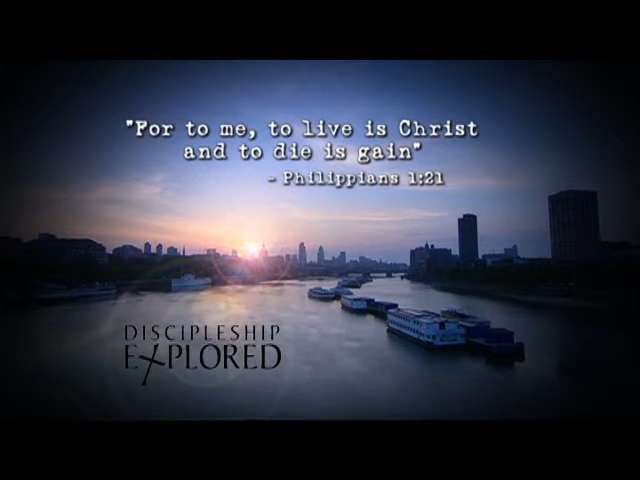 "For to me, to live is Christ
and to die is gain"
- Philippians 1:21
DISCIPLESHIP
EXPLORED